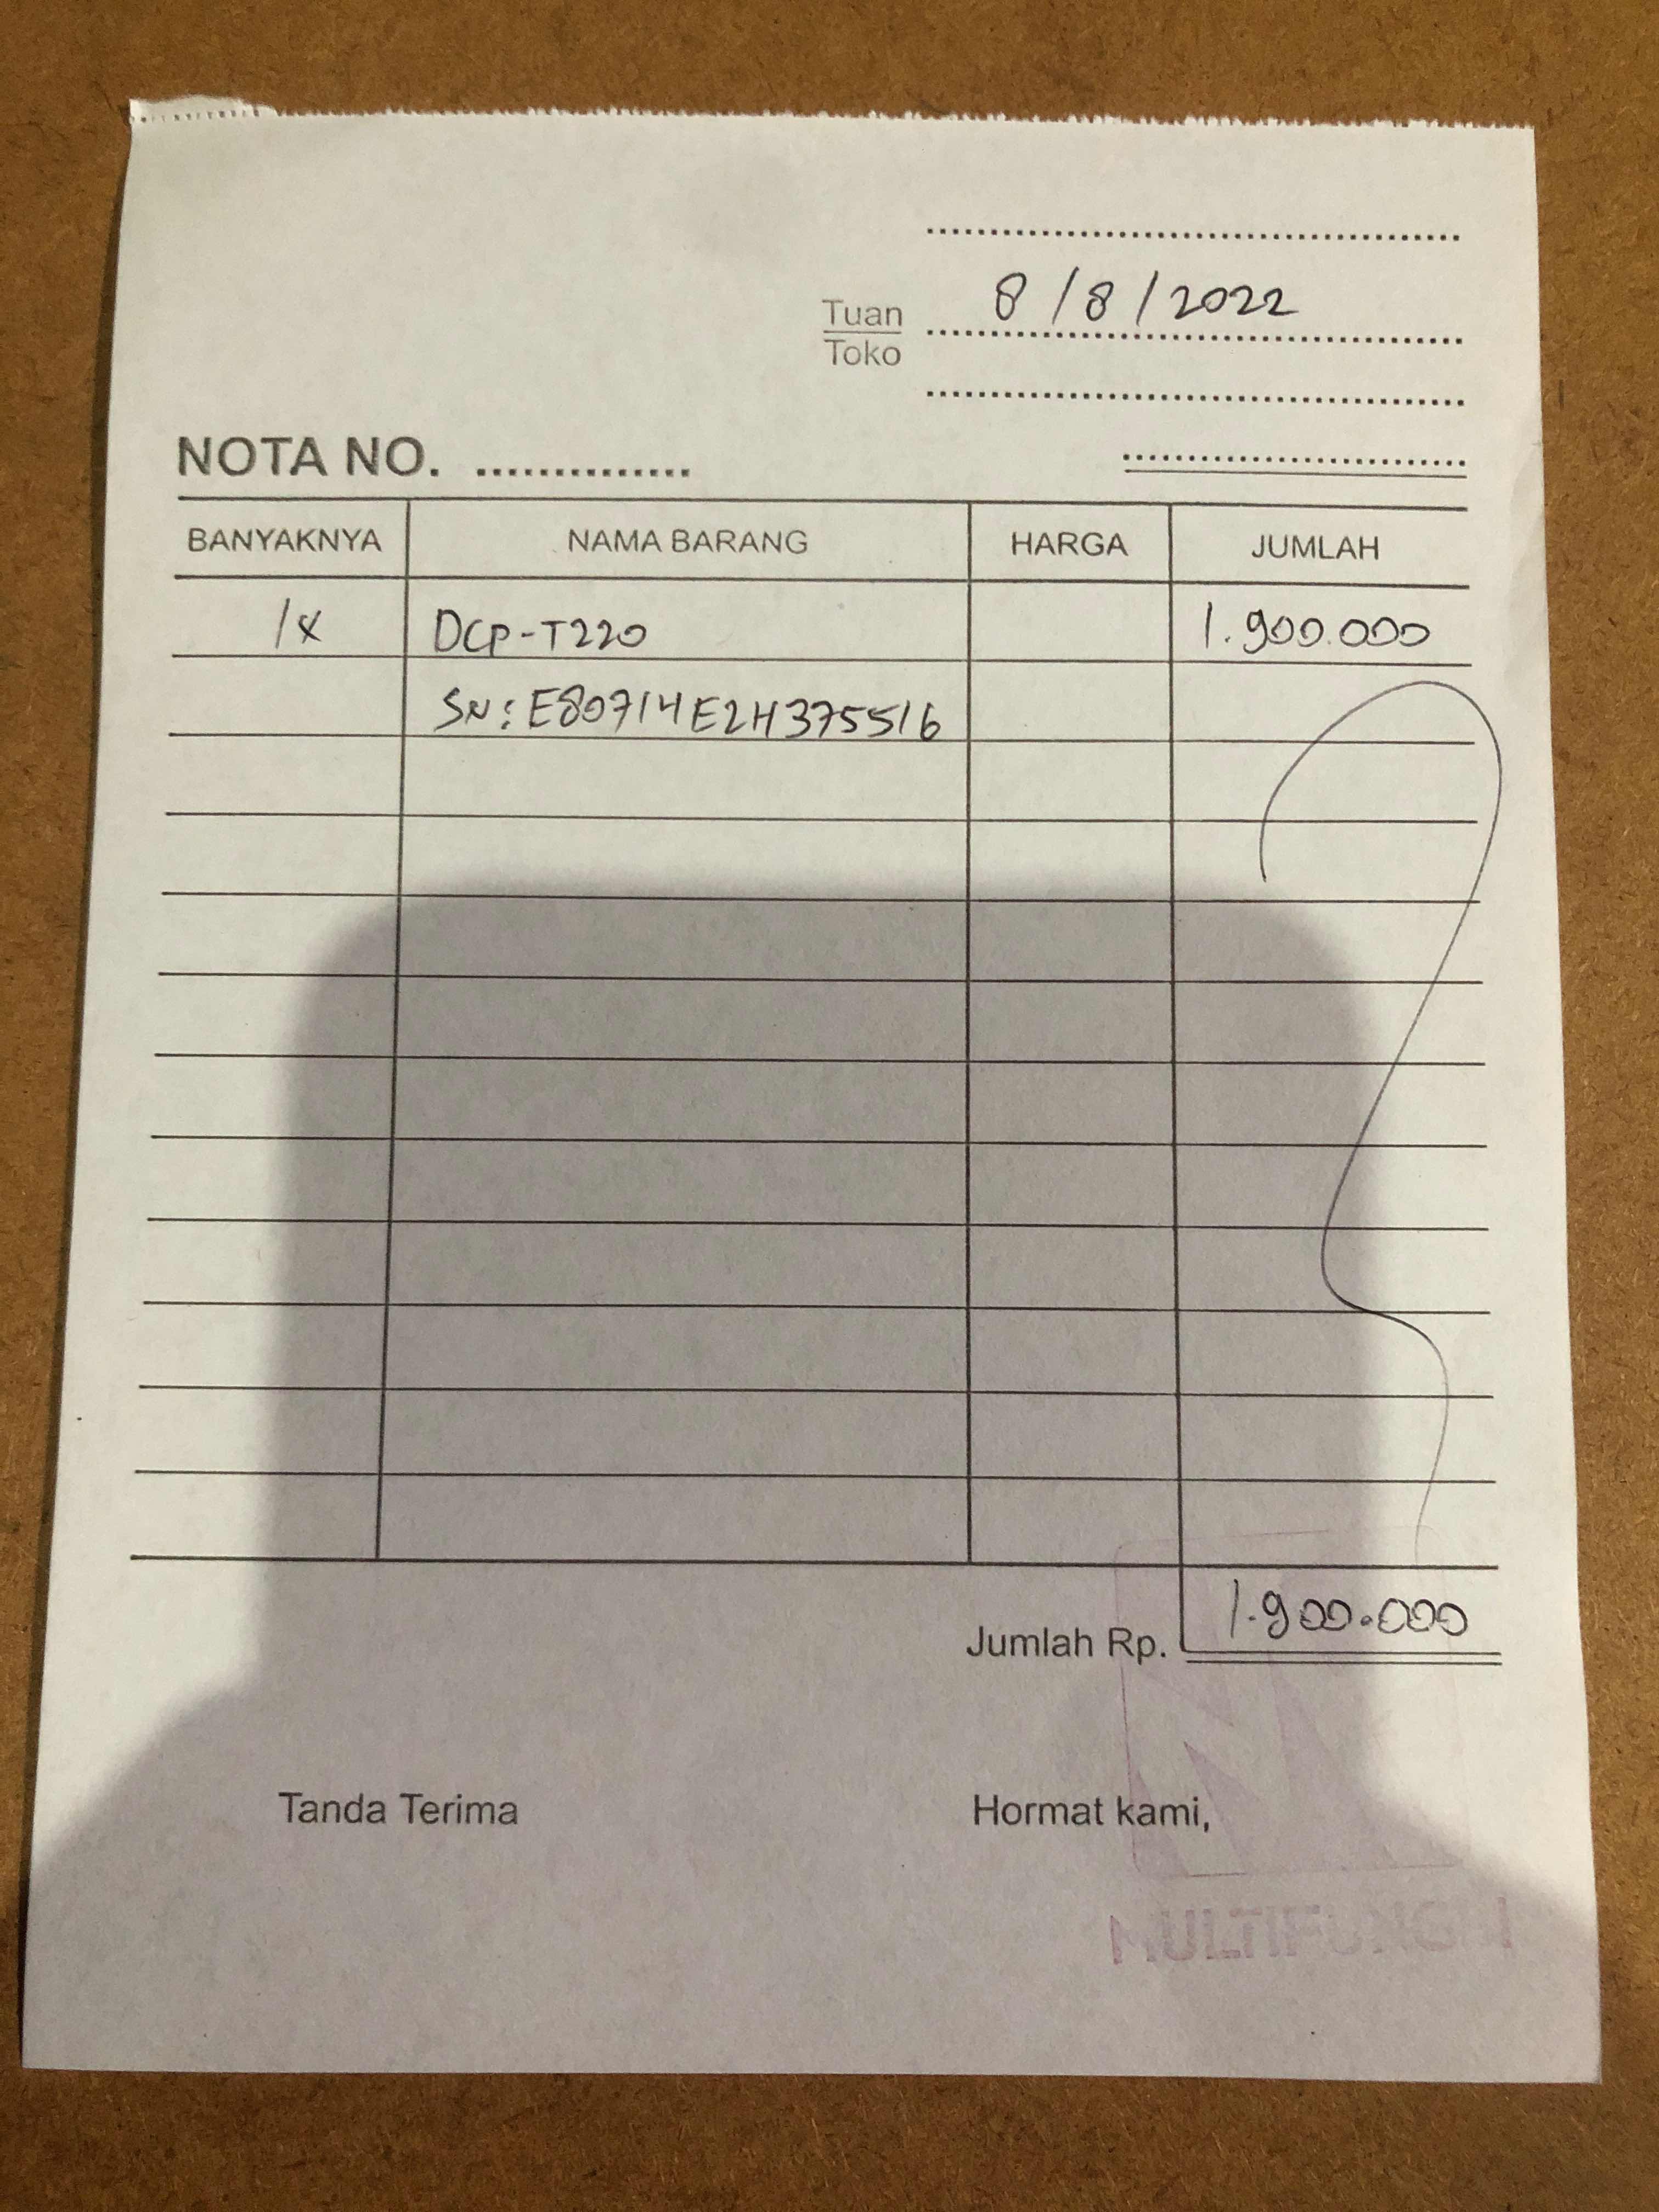 8/8/2022
Tuan
Toko
NOTA NO. ..............
BANYAKNYA NAMA BARANG HARGA JUMLAH
1x DCP-T220 1.900.000
SN: E80714E2H375516
Jumlah Rp. 1.900.000
Tanda Terima Hormat kami,